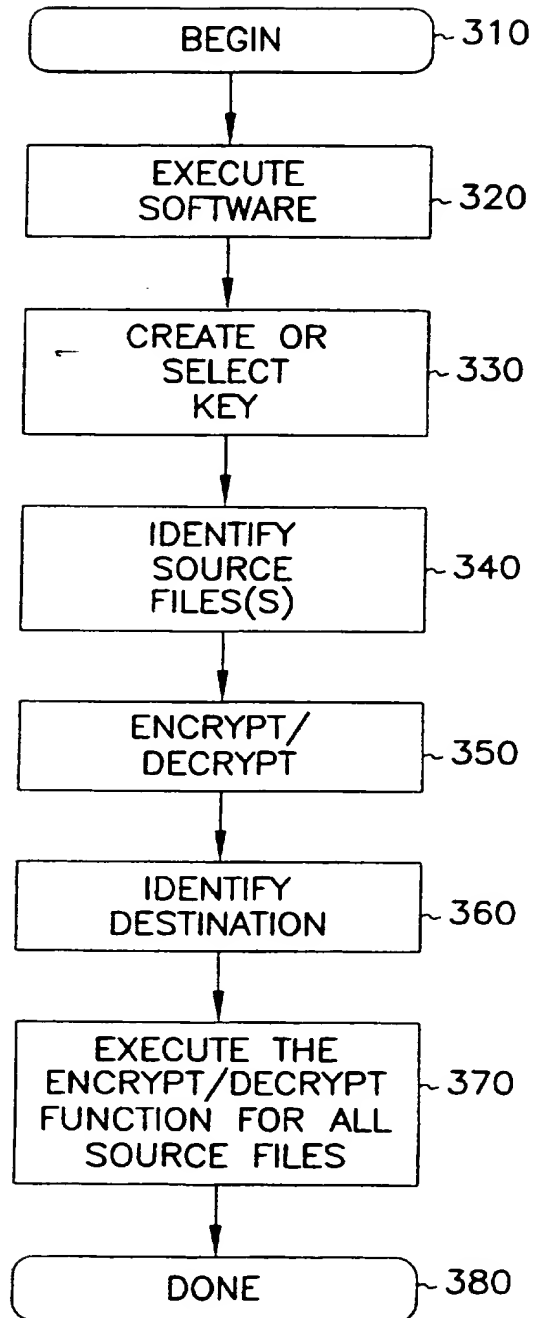 BEGIN
310
EXECUTE
SOFTWARE
320
CREATE OR
SELECT
KEY
330
IDENTIFY
SOURCE
FILES(S)
340
ENCRYPT/
DECRYPT
350
IDENTIFY
DESTINATION
360
EXECUTE THE
ENCRYPT/DECRYPT
FUNCTION FOR ALL
SOURCE FILES
370
DONE
380